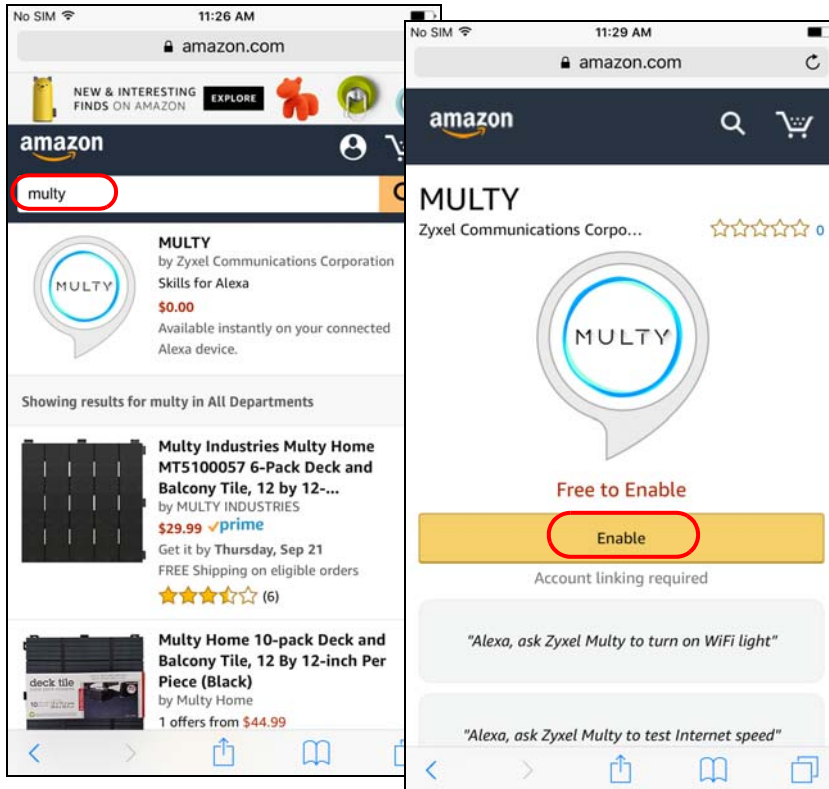 No SIM 11:26 AM
amazon.com
NEW & INTERESTING
FINDS ON AMAZON
EXPLORE
amazon
multy
MULTY
MULTY
by Zyxel Communications Corporation
Skills for Alexa
$0.00
Available instantly on your connected
Alexa device.
Showing results for multy in All Departments
Multy Industries Multy Home
MT5100057 6-Pack Deck and
Balcony Tile, 12 by 12-...
by MULTY INDUSTRIES
$29.99 prime
Get it by Thursday, Sep 21
FREE Shipping on eligible orders
(6)
deck tile
10
Multy Home 10-pack Deck and
Balcony Tile, 12 By 12-inch Per
Piece (Black)
by Multy Home
1 offers from $44.99
No SIM 11:29 AM
amazon.com
amazon
MULTY
Zyxel Communications Corpo... 0
MULTY
Free to Enable
Enable
Account linking required
"Alexa, ask Zyxel Multy to turn on WiFi light"
"Alexa, ask Zyxel Multy to test Internet speed"